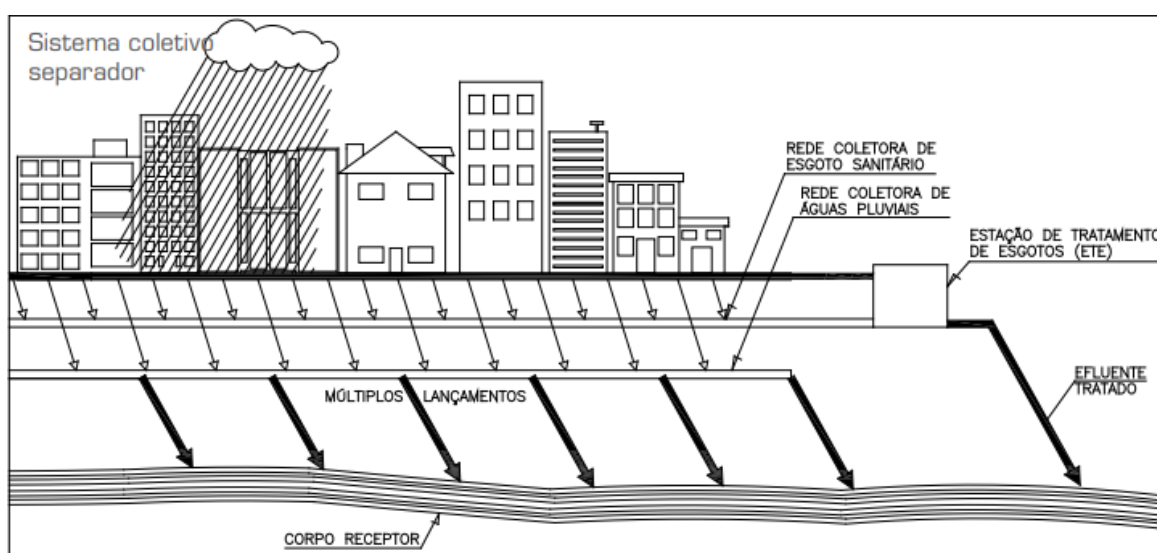 Sistema coletivo
separador
REDE COLETORA DE
ESGOTO SANITÁRIO
REDE COLETORA DE
ÁGUAS PLUVIAIS
ESTAÇÃO DE TRATAMENTO
DE ESGOTOS (ETE)
MÚLTIPLOS LANÇAMENTOS
EFLUENTE
TRATADO
CORPO RECEPTOR